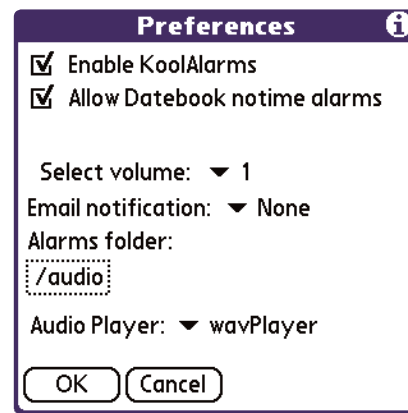 Preferences
Enable KoolAlarms
Allow Datebook notime alarms
Select volume: 1
Email notification: None
Alarms folder:
/audio
Audio Player: wavPlayer
OK Cancel